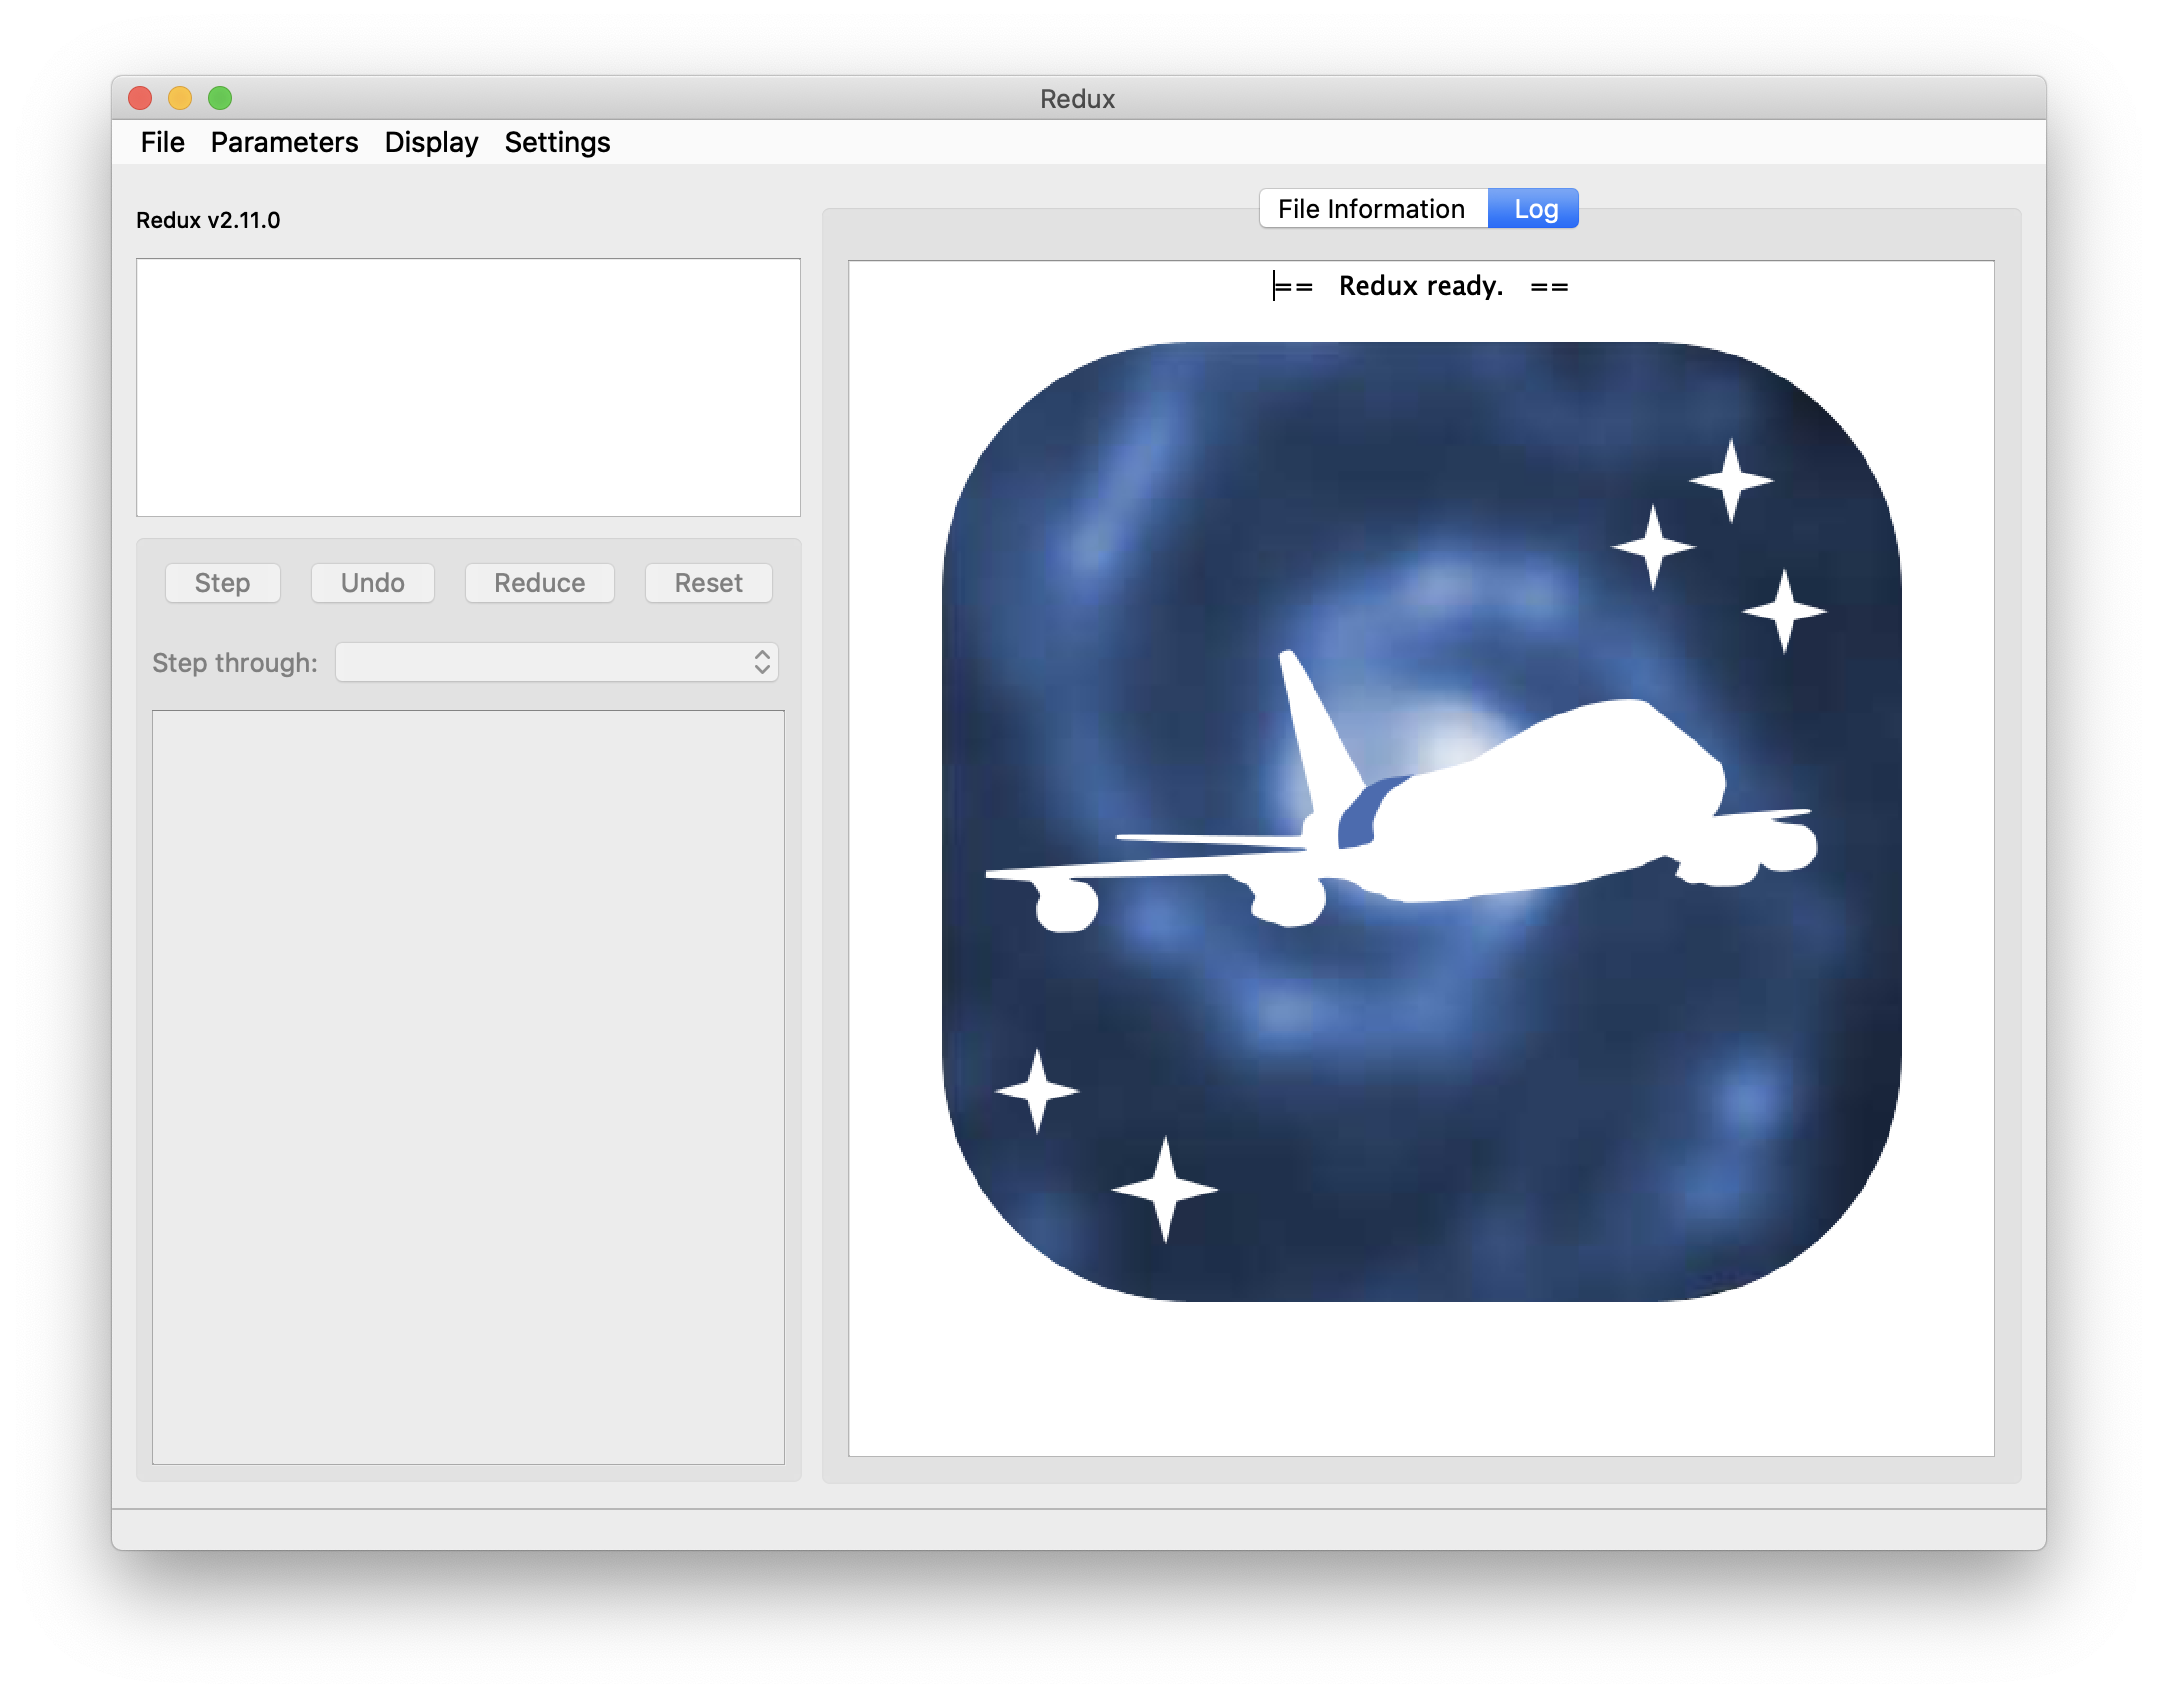 Redux
File Parameters Display Settings
Redux v2.11.0
File Information Log
== Redux ready. ==
Step Undo Reduce Reset
Step through: